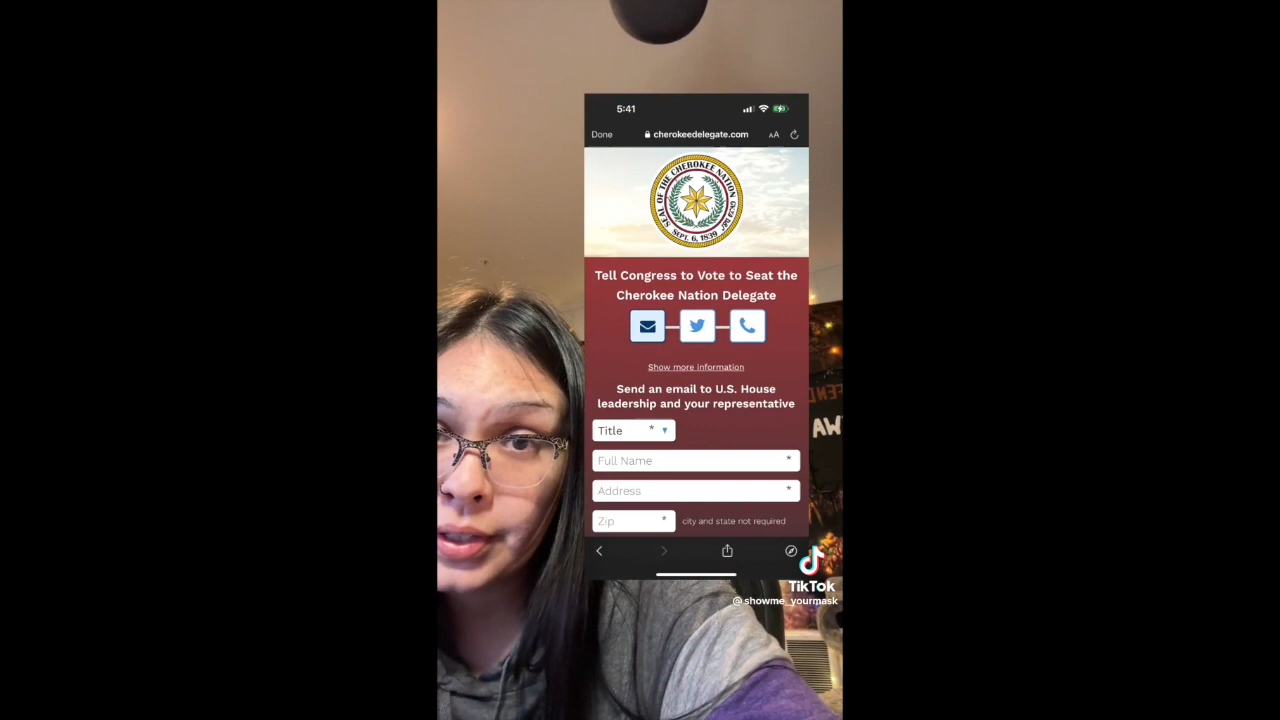 5:41
Done
cherokeedelegate.com
AA
SEAL OF THE CHEROKEE NATION
SEPT. 6, 1839
Tell Congress to Vote to Seat the
Cherokee Nation Delegate
Show more information
Send an email to U.S. House
leadership and your representative
Title *
Full Name *
Address *
Zip * city and state not required
TikTok
@showme_yourmask